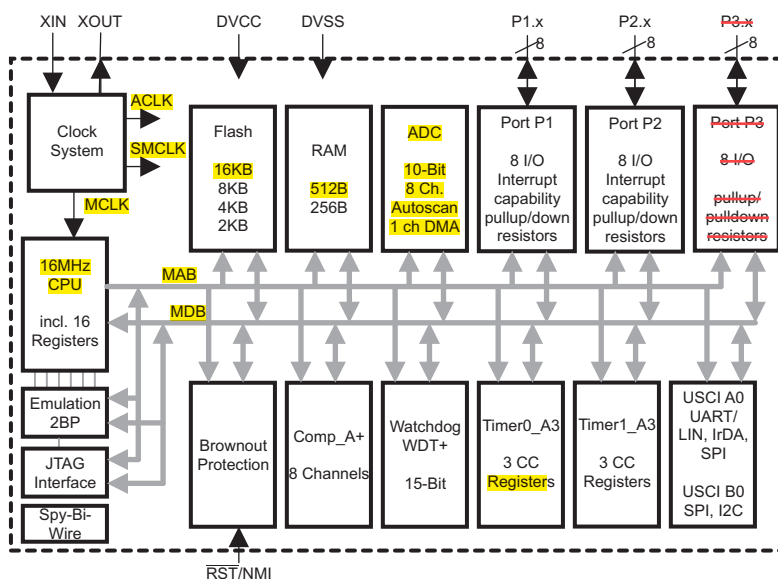 XIN XOUT DVCC DVSS P1.x P2.x P3.x
8 8 8
Clock
System
ACLK
SMCLK
MCLK
Flash
16KB
8KB
4KB
2KB
RAM
512B
256B
ADC
10-Bit
8 Ch.
Autoscan
1 ch DMA
Port P1
8 I/O
Interrupt
capability
pullup/down
resistors
Port P2
8 I/O
Interrupt
capability
pullup/down
resistors
Port P3
8 I/O
pullup/
pulldown
resistors
16MHz
CPU
incl. 16
Registers
MAB
MDB
Emulation
2BP
JTAG
Interface
Spy-Bi-
Wire
Brownout
Protection
Comp_A+
8 Channels
Watchdog
WDT+
15-Bit
Timer0_A3
3 CC
Registers
Timer1_A3
3 CC
Registers
USCI A0
UART/
LIN, IrDA,
SPI
USCI B0
SPI, I2C
RST/NMI